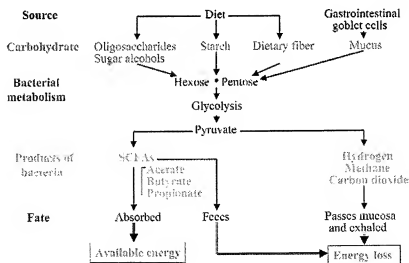 Source Diet Gastrointestinal
goblet cells
Carbohydrate Oligosaccharides Starch Dietary fiber Mucus
Sugar alcohols
Bacterial Hexose • Pentose
metabolism
Glycolysis
Pyruvate
Products of SCFAs Hydrogen
bacteria Acetate Methane
Butyrate Carbon dioxide
Propionate
Fate Absorbed Feces Passes mucosa
and exhaled
Available energy Energy loss